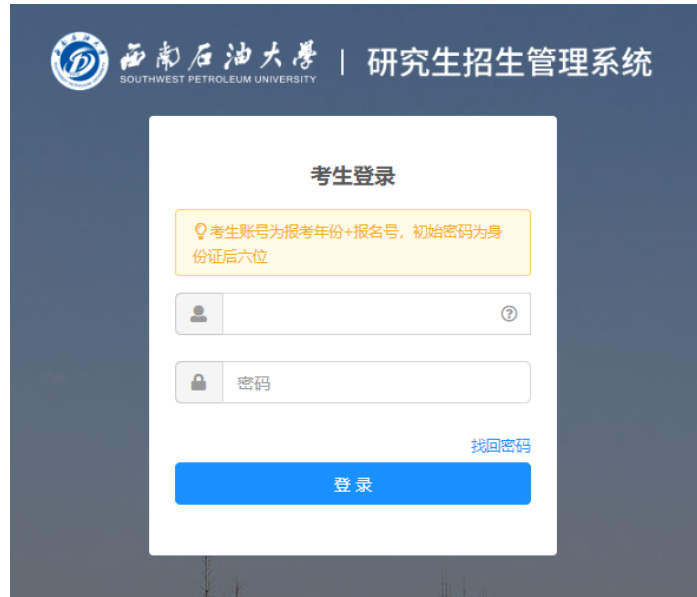 西南石油大學 | 研究生招生管理系统
SOUTHWEST PETROLEUM UNIVERSITY
考生登录
考生账号为报考年份+报名号，初始密码为身
份证后六位
密码
找回密码
登 录